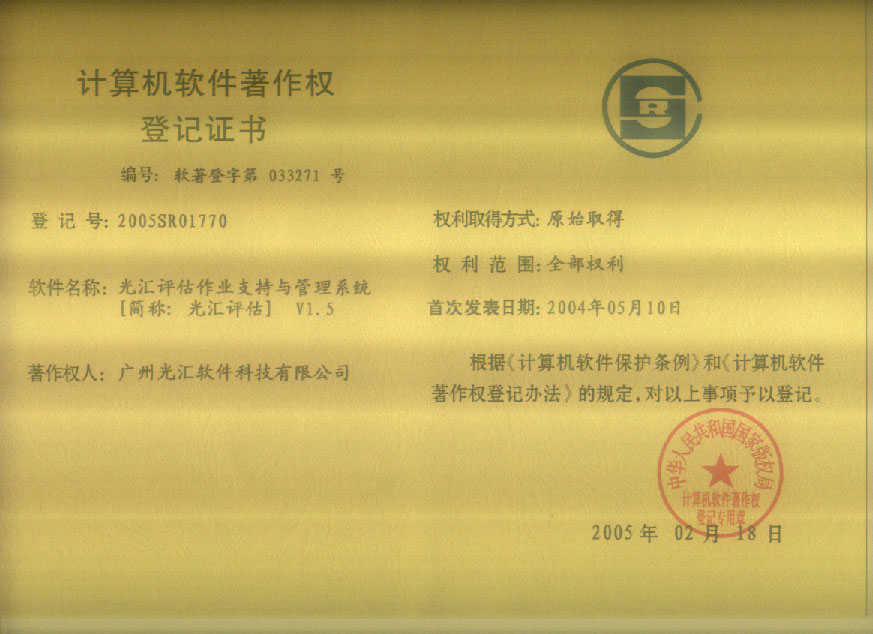 计算机软件著作权
登记证书
编号: 软著登字第 033271 号
登 记 号: 2005SR01770
软件名称: 光汇评估作业支持与管理系统
[简称: 光汇评估] V1.5
著作权人: 广州光汇软件科技有限公司
SR
权利取得方式: 原始取得
权 利 范 围: 全部权利
首次发表日期: 2004年05月10日
根据《计算机软件保护条例》和《计算机软件
著作权登记办法》的规定,对以上事项予以登记。
中华人民共和国国家版权局
计算机软件著作权
登记专用章
2005 年 02 月 18 日